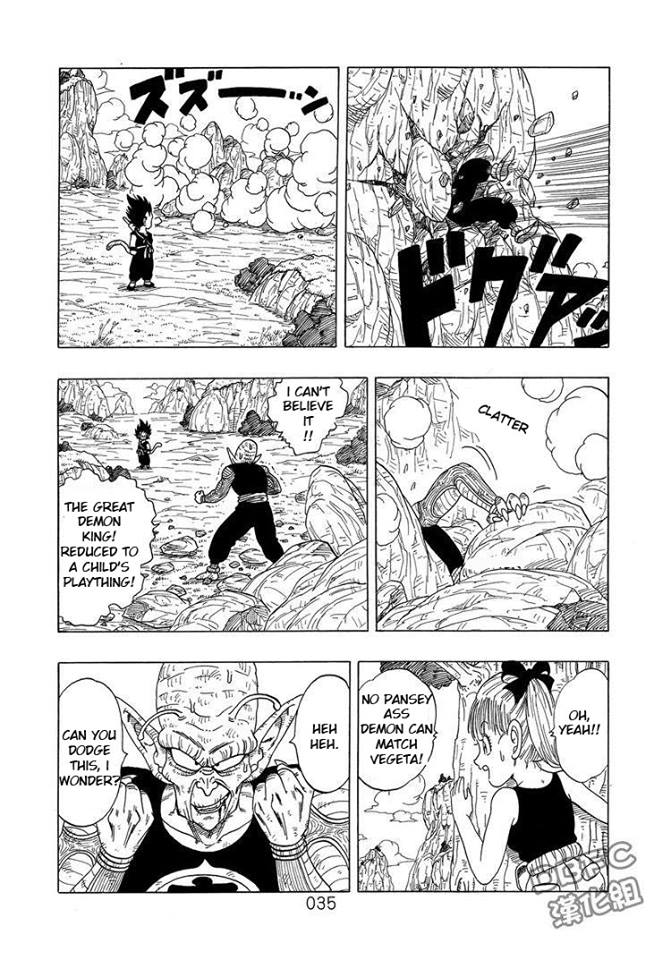 ドグアッ
ズズーーン
CLATTER
I CAN'T
BELIEVE
IT
!!
THE GREAT
DEMON
KING!
REDUCED TO
A CHILD'S
PLAYTHING!
OH,
YEAH!!
NO PANSEY
ASS
DEMON CAN
MATCH
VEGETA!
HEH
HEH.
CAN YOU
DODGE
THIS, I
WONDER?
035
漢化組